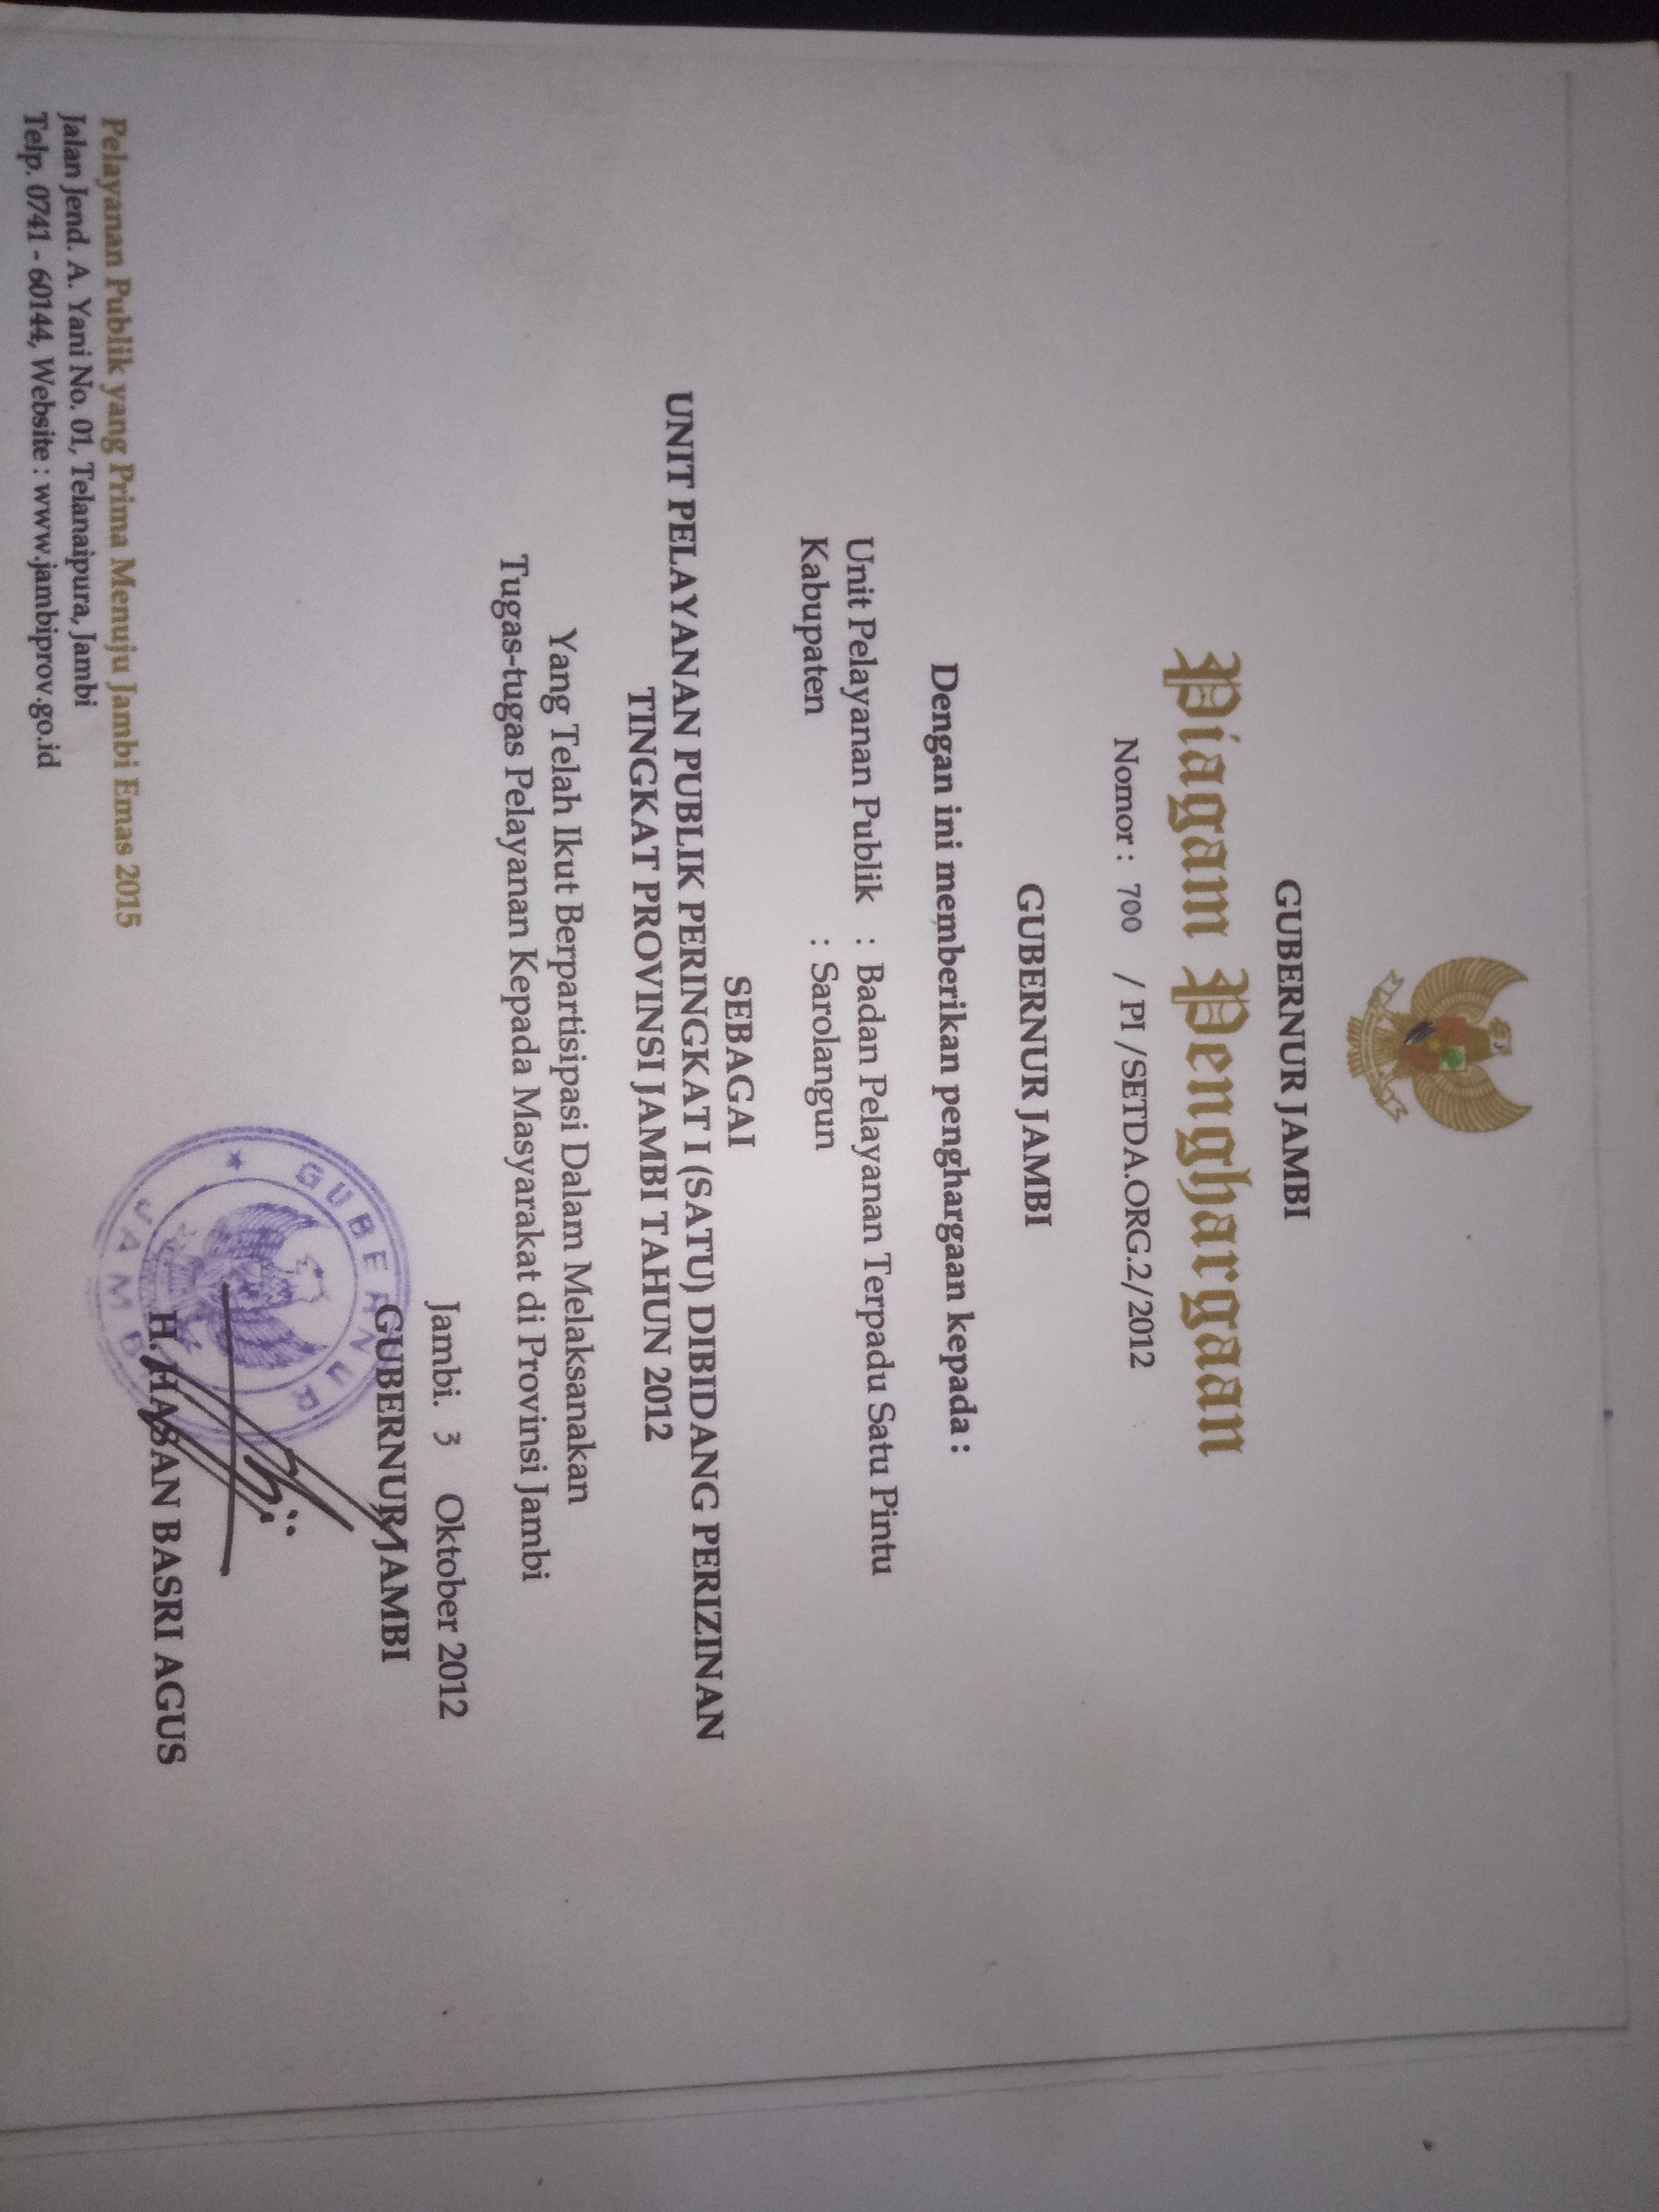 GUBERNUR JAMBI
Piagam Penghargaan
Nomor : 700 / PI /SETDA.ORG.2/2012
GUBERNUR JAMBI
Dengan ini memberikan penghargaan kepada :
Unit Pelayanan Publik : Badan Pelayanan Terpadu Satu Pintu
Kabupaten : Sarolangun
SEBAGAI
UNIT PELAYANAN PUBLIK PERINGKAT I (SATU) DIBIDANG PERIZINAN
TINGKAT PROVINSI JAMBI TAHUN 2012
Yang Telah Ikut Berpartisipasi Dalam Melaksanakan
Tugas-tugas Pelayanan Kepada Masyarakat di Provinsi Jambi
Jambi. 3 Oktober 2012
GUBERNUR JAMBI
GUBERNUR
JAMBI
H. HASAN BASRI AGUS
Pelayanan Publik yang Prima Menuju Jambi Emas 2015
Jalan Jend. A. Yani No. 01, Telanaipura, Jambi
Telp. 0741 - 60144, Website : www.jambiprov.go.id